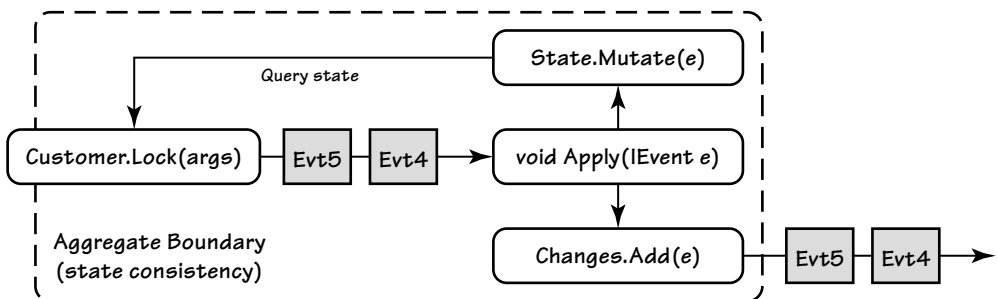 State.Mutate(e)
Query state
Customer.Lock(args)
Evt5
Evt4
void Apply(IEvent e)
Aggregate Boundary
(state consistency)
Changes.Add(e)
Evt5
Evt4